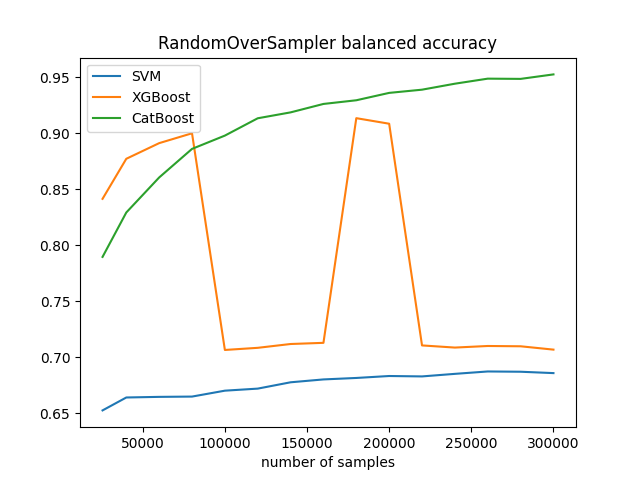 RandomOverSampler balanced accuracy
SVM
XGBoost
CatBoost
0.95
0.90
0.85
0.80
0.75
0.70
0.65
50000 100000 150000 200000 250000 300000
number of samples